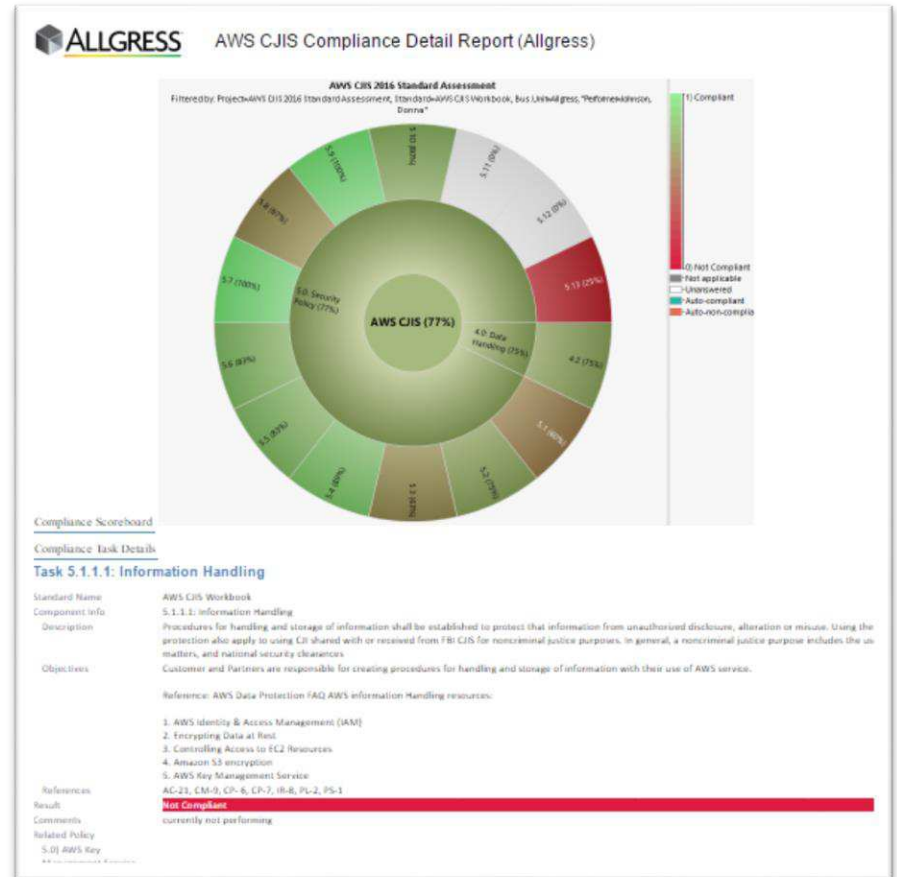 ALLGRESS
AWS CJIS Compliance Detail Report (Allgress)
AWS CJIS 2016 Standard Assessment
Filtered by: Project=AWS CJIS 2016 Standard Assessment, Standard=AWS CJIS Workbook, Bus.Unit=Allgress, "Performer=Johnson,
Donna"
1) Compliant
0) Not Compliant
Not applicable
Unanswered
Auto-compliant
Auto-non-complia
5.9 (100%)
5.11 (0%)
5.12 (0%)
5.13 (25%)
4.2 (75%)
5.2 (75%)
5.5 (83%)
5.6 (83%)
5.7 (100%)
5.0: Security
Policy (77%)
AWS CJIS (77%)
4.0: Data
Handling (75%)
Compliance Scoreboard
Compliance Task Details
Task 5.1.1.1: Information Handling
Standard Name AWS CJIS Workbook
Component Info 5.1.1.1: Information Handling
Description Procedures for handling and storage of information shall be established to protect that information from unauthorized disclosure, alteration or misuse. Using the
protection also apply to using CJI shared with or received from FBI CJIS for noncriminal justice purposes. In general, a noncriminal justice purpose includes the us
matters, and national security clearances
Objectives Customer and Partners are responsible for creating procedures for handling and storage of information with their use of AWS service.
Reference: AWS Data Protection FAQ AWS information Handling resources:
1. AWS Identity & Access Management (IAM)
2. Encrypting Data at Rest
3. Controlling Access to EC2 Resources
4. Amazon S3 encryption
5. AWS Key Management Service
References AC-21, CM-9, CP- 6, CP-7, IR-8, PL-2, PS-1
Result Not Compliant
Comments currently not performing
Related Policy
5.0) AWS Key